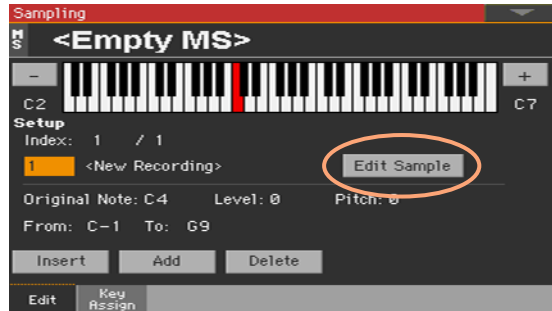 Sampling
MS <Empty MS>
- +
C2 C7
Setup
Index: 1 / 1
1 <New Recording> Edit Sample
Original Note: C4 Level: 0 Pitch: 0
From: C-1 To: G9
Insert Add Delete
Edit Key Assign